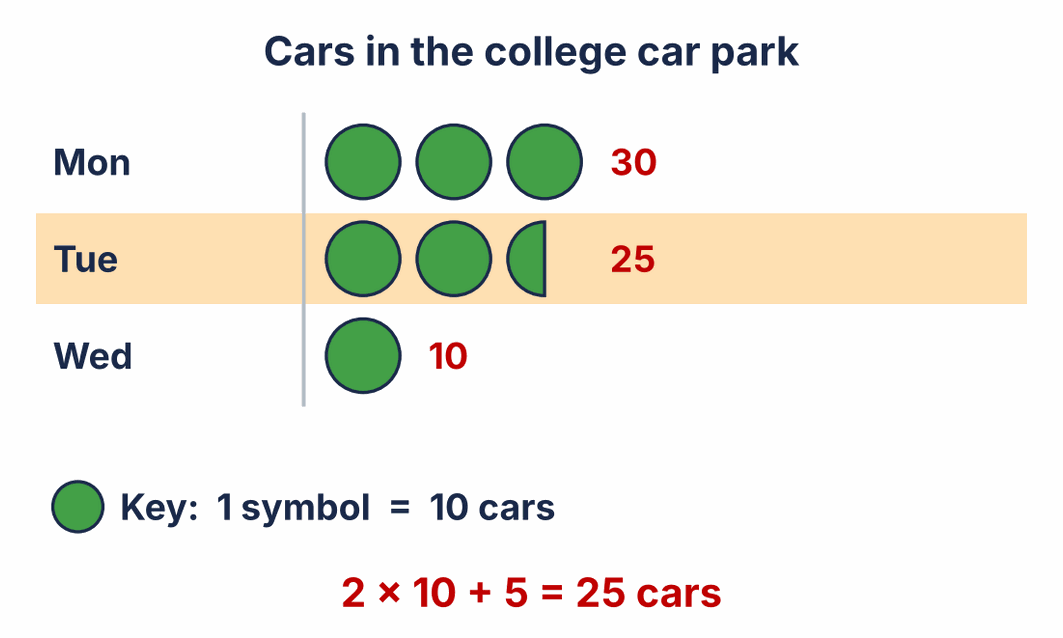 Cars in the college car park
Mon 30
Tue 25
Wed 10
Key: 1 symbol = 10 cars
2 × 10 + 5 = 25 cars